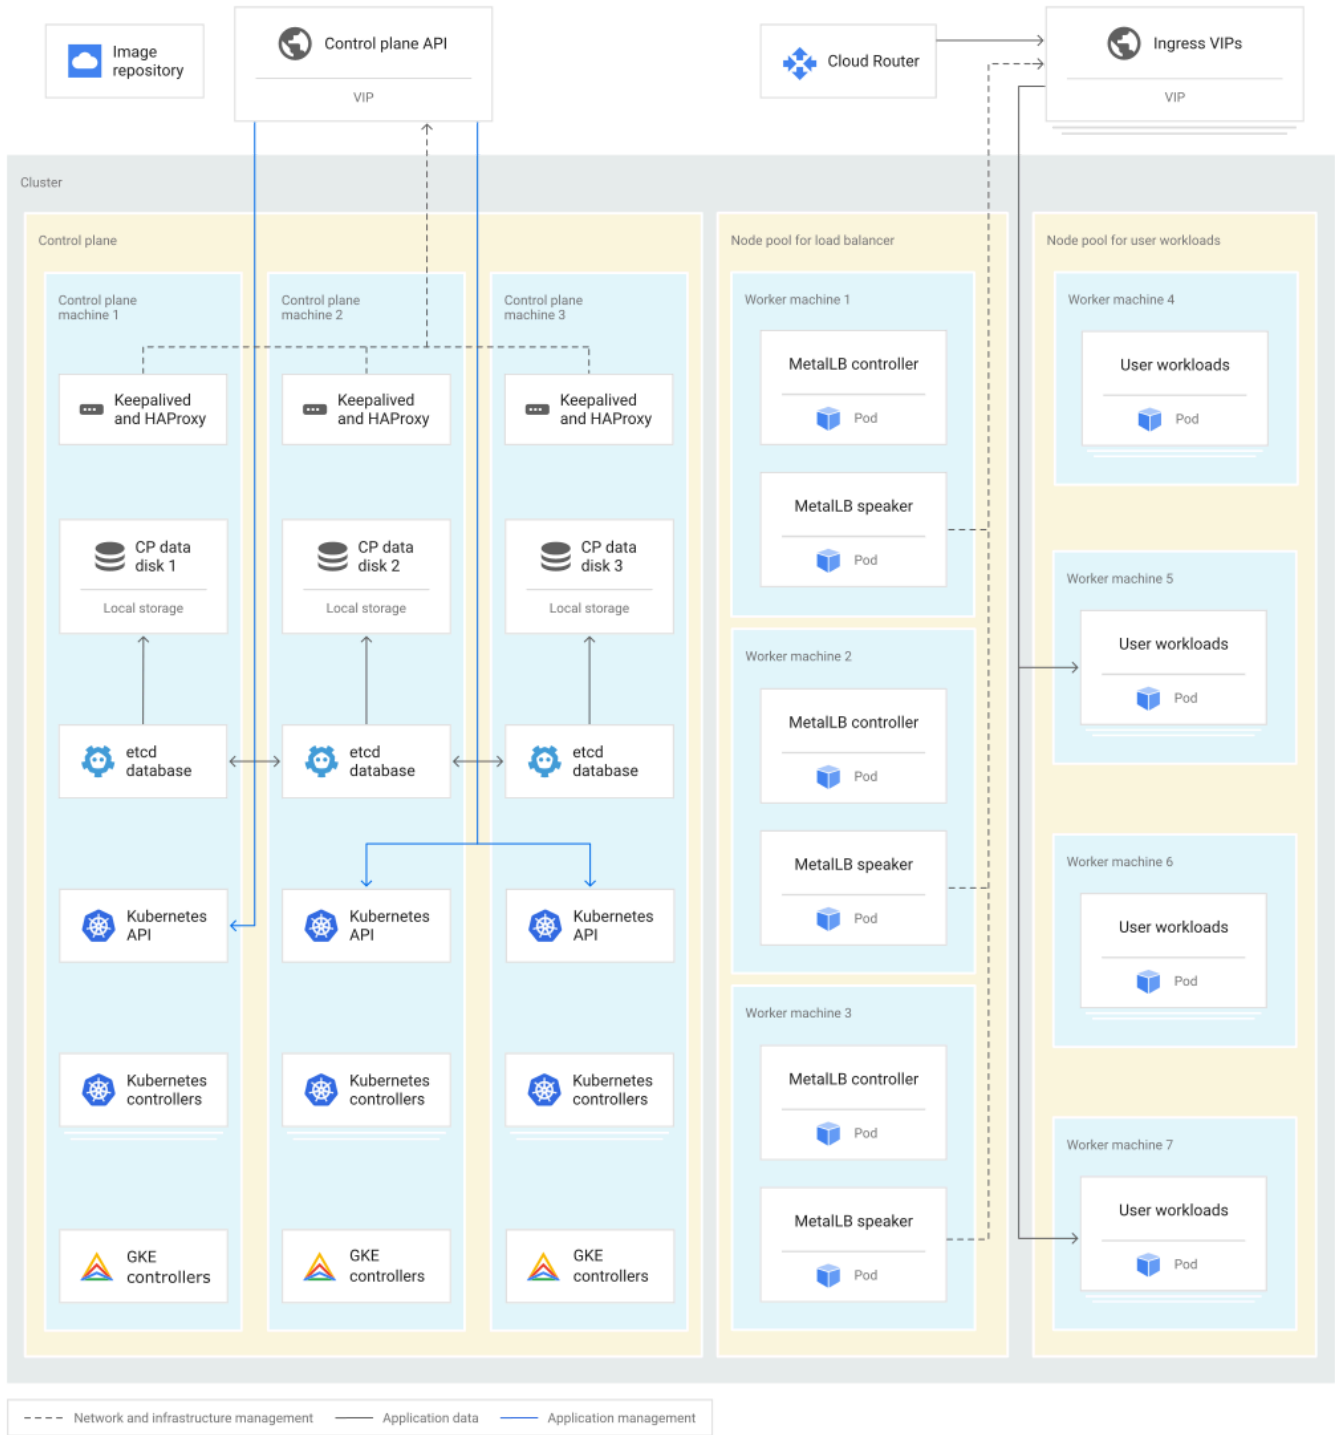 Image
repository
Control plane API
VIP
Cloud Router
Ingress VIPs
VIP
Cluster
Control plane
Control plane
machine 1
Keepalived
and HAProxy
CP data
disk 1
Local storage
etcd
database
Kubernetes
API
Kubernetes
controllers
GKE
controllers
Control plane
machine 2
Keepalived
and HAProxy
CP data
disk 2
Local storage
etcd
database
Kubernetes
API
Kubernetes
controllers
GKE
controllers
Control plane
machine 3
Keepalived
and HAProxy
CP data
disk 3
Local storage
etcd
database
Kubernetes
API
Kubernetes
controllers
GKE
controllers
Node pool for load balancer
Worker machine 1
MetalLB controller
Pod
MetalLB speaker
Pod
Worker machine 2
MetalLB controller
Pod
MetalLB speaker
Pod
Worker machine 3
MetalLB controller
Pod
MetalLB speaker
Pod
Node pool for user workloads
Worker machine 4
User workloads
Pod
Worker machine 5
User workloads
Pod
Worker machine 6
User workloads
Pod
Worker machine 7
User workloads
Pod
Network and infrastructure management
Application data
Application management